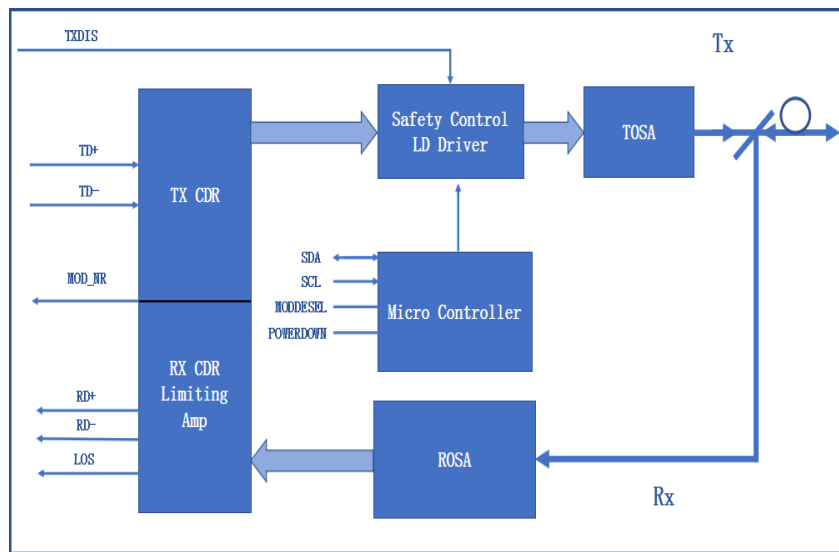 TXDIS
Tx
Safety Control
LD Driver
TOSA
TD+
TD-
TX CDR
MOD_NR
SDA
SCL
MODDESEL
POWERDOWN
Micro Controller
RX CDR
Limiting
Amp
RD+
RD-
LOS
ROSA
Rx